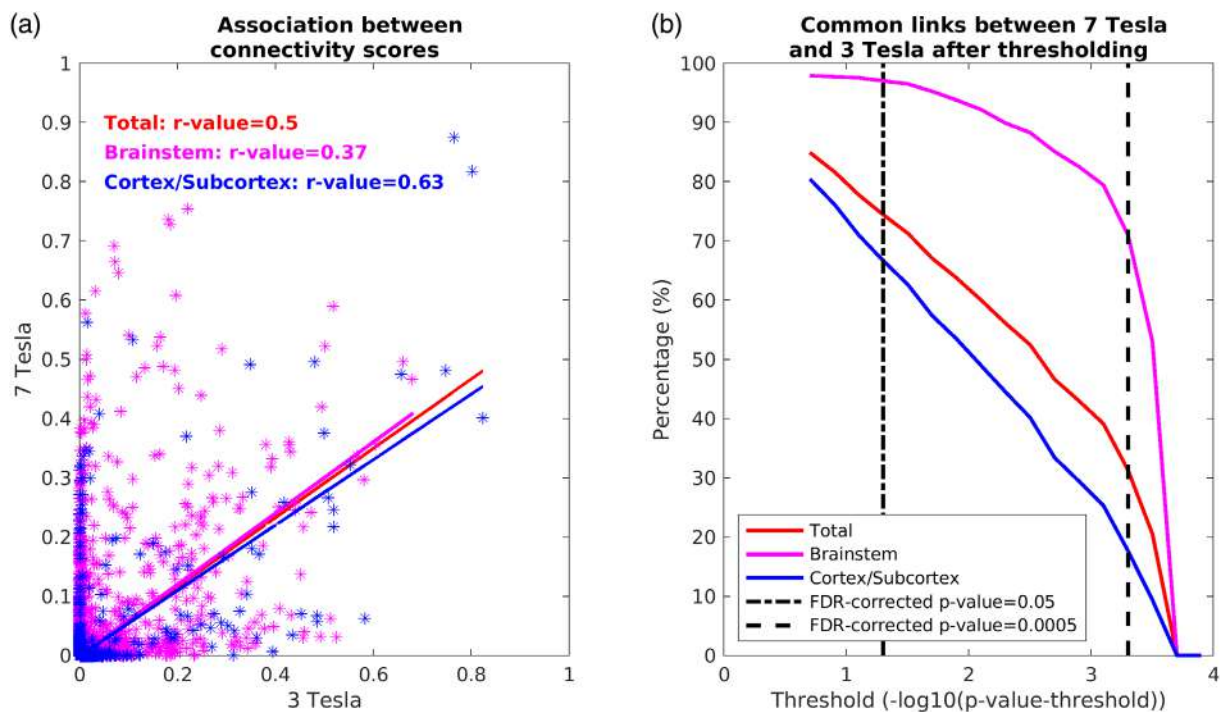 (a)
Association between
connectivity scores
1
0.9
0.8
0.7
0.6
0.5
0.4
0.3
0.2
0.1
0
7 Tesla
Total: r-value=0.5
Brainstem: r-value=0.37
Cortex/Subcortex: r-value=0.63
0 0.2 0.4 0.6 0.8 1
3 Tesla
(b)
Common links between 7 Tesla
and 3 Tesla after thresholding
100
90
80
70
60
50
40
30
20
10
0
Percentage (%)
Total
Brainstem
Cortex/Subcortex
FDR-corrected p-value=0.05
FDR-corrected p-value=0.0005
0 1 2 3 4
Threshold (-log10(p-value-threshold))